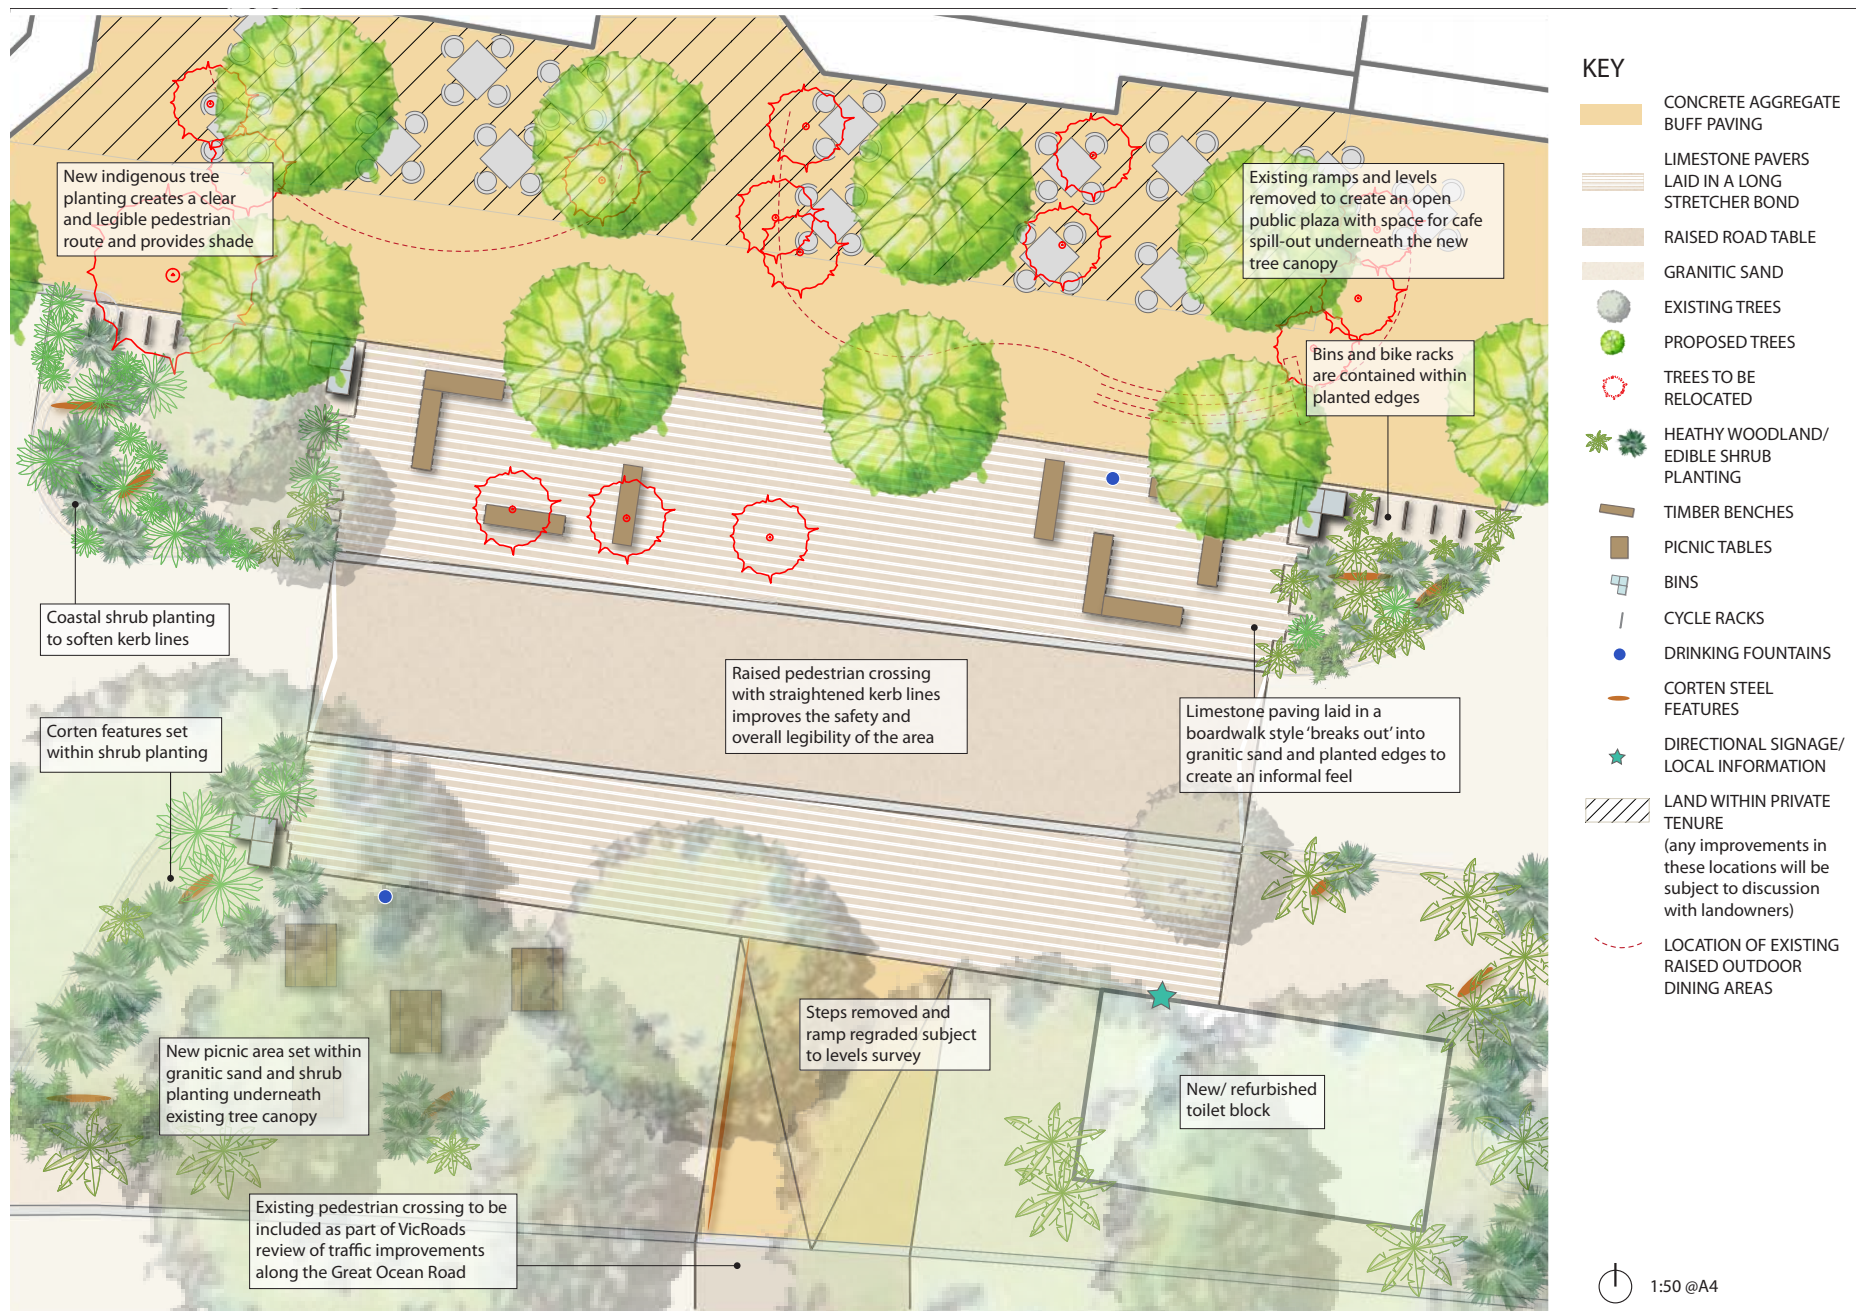 New indigenous tree
planting creates a clear
and legible pedestrian
route and provides shade
Existing ramps and levels
removed to create an open
public plaza with space for cafe
spill-out underneath the new
tree canopy
Bins and bike racks
are contained within
planted edges
Coastal shrub planting
to soften kerb lines
Raised pedestrian crossing
with straightened kerb lines
improves the safety and
overall legibility of the area
Limestone paving laid in a
boardwalk style ‘breaks out’ into
granitic sand and planted edges to
create an informal feel
Corten features set
within shrub planting
Steps removed and
ramp regraded subject
to levels survey
New picnic area set within
granitic sand and shrub
planting underneath
existing tree canopy
New/ refurbished
toilet block
Existing pedestrian crossing to be
included as part of VicRoads
review of traffic improvements
along the Great Ocean Road
KEY
CONCRETE AGGREGATE
BUFF PAVING
LIMESTONE PAVERS
LAID IN A LONG
STRETCHER BOND
RAISED ROAD TABLE
GRANITIC SAND
EXISTING TREES
PROPOSED TREES
TREES TO BE
RELOCATED
HEATHY WOODLAND/
EDIBLE SHRUB
PLANTING
TIMBER BENCHES
PICNIC TABLES
BINS
CYCLE RACKS
DRINKING FOUNTAINS
CORTEN STEEL
FEATURES
DIRECTIONAL SIGNAGE/
LOCAL INFORMATION
LAND WITHIN PRIVATE
TENURE
(any improvements in
these locations will be
subject to discussion
with landowners)
LOCATION OF EXISTING
RAISED OUTDOOR
DINING AREAS
1:50 @A4